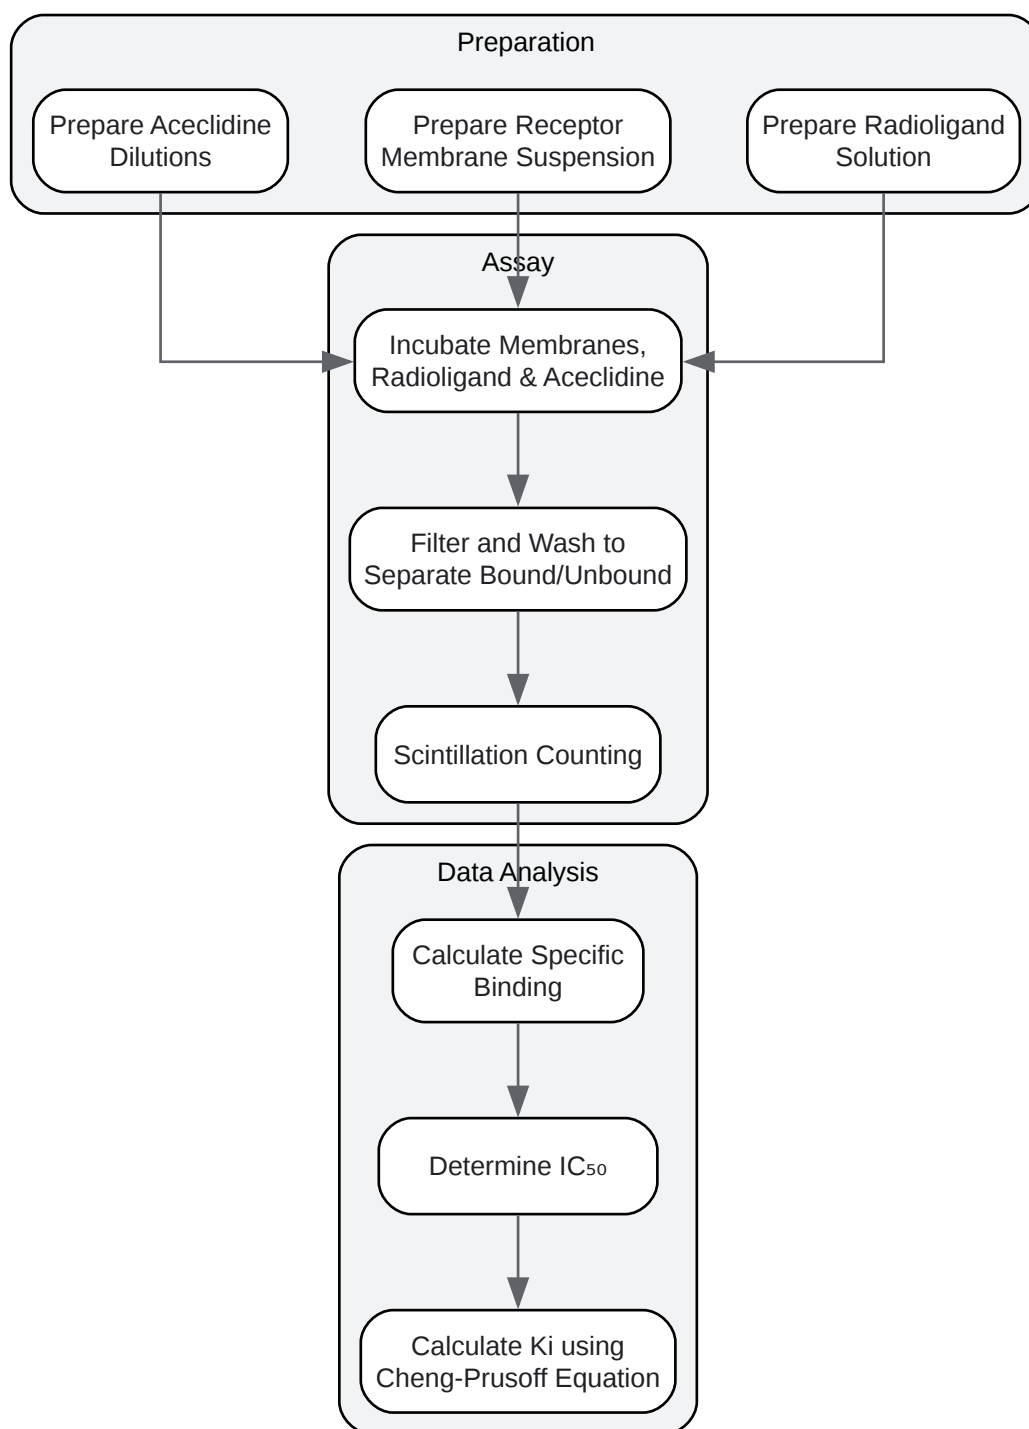 Preparation
Prepare Aceclidine
Dilutions
Prepare Receptor
Membrane Suspension
Prepare Radioligand
Solution
Assay
Incubate Membranes,
Radioligand & Aceclidine
Filter and Wash to
Separate Bound/Unbound
Scintillation Counting
Data Analysis
Calculate Specific
Binding
Determine IC₅₀
Calculate Ki using
Cheng-Prusoff Equation